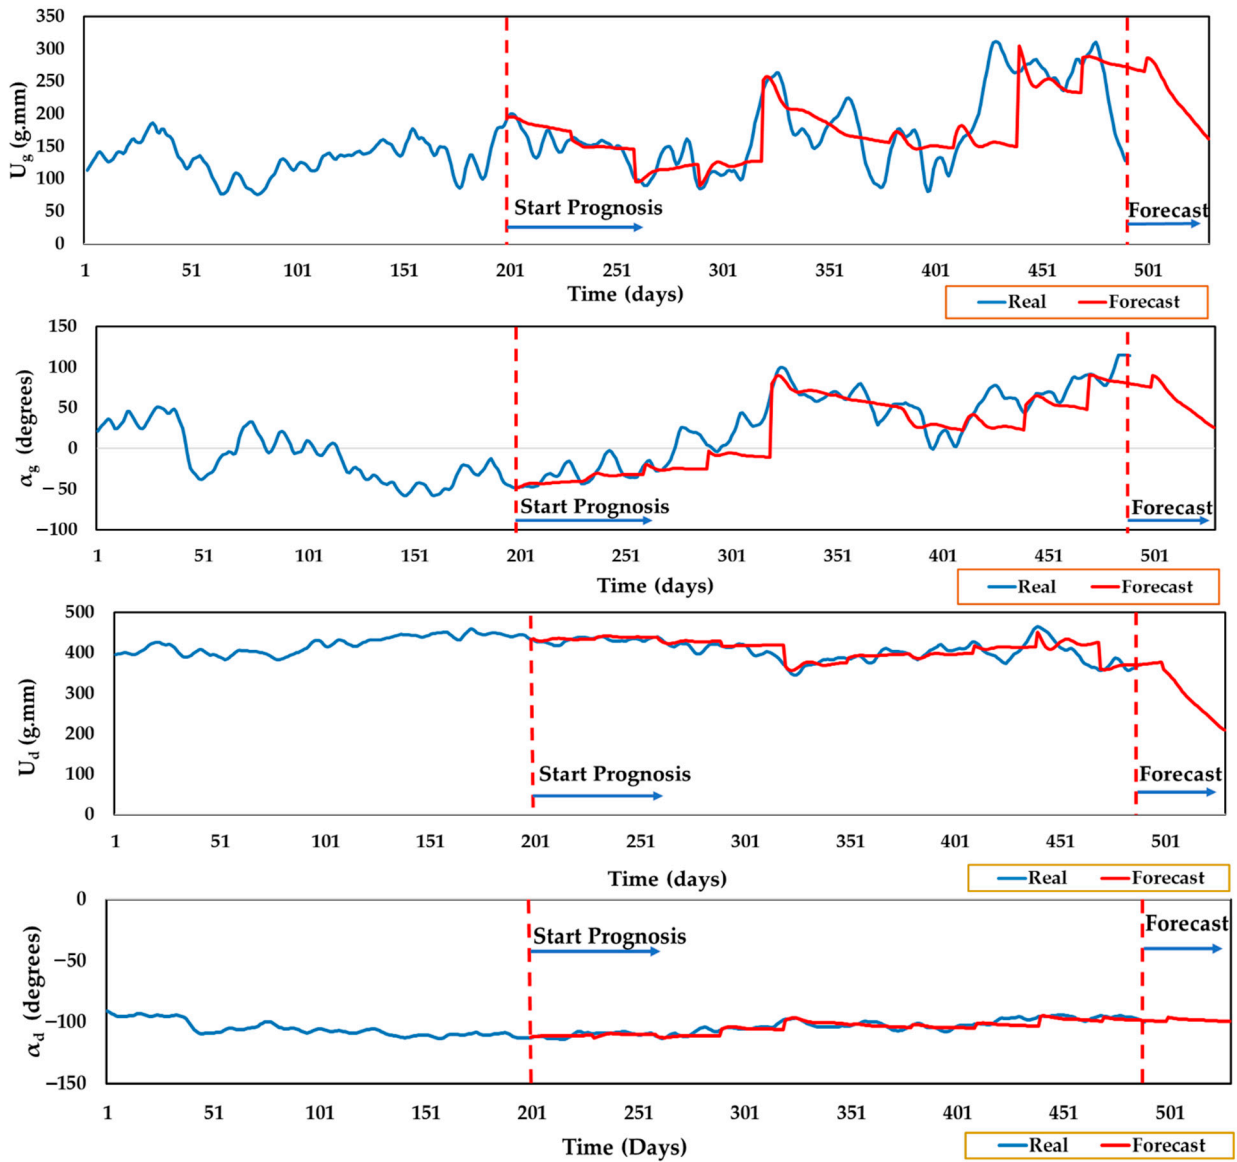 350
300
250
200
150
100
50
0
U_g (g.mm)
Start Prognosis
Forecast
1 51 101 151 201 251 301 351 401 451 501
Time (days)
Real Forecast
150
100
50
0
−50
−100
α_g (degrees)
Start Prognosis
Forecast
1 51 101 151 201 251 301 351 401 451 501
Time (days)
Real Forecast
500
400
300
200
100
0
U_d (g.mm)
Start Prognosis
Forecast
1 51 101 151 201 251 301 351 401 451 501
Time (days)
Real Forecast
0
−50
−100
−150
α_d (degrees)
Start Prognosis
Forecast
1 51 101 151 201 251 301 351 401 451 501
Time (Days)
Real Forecast